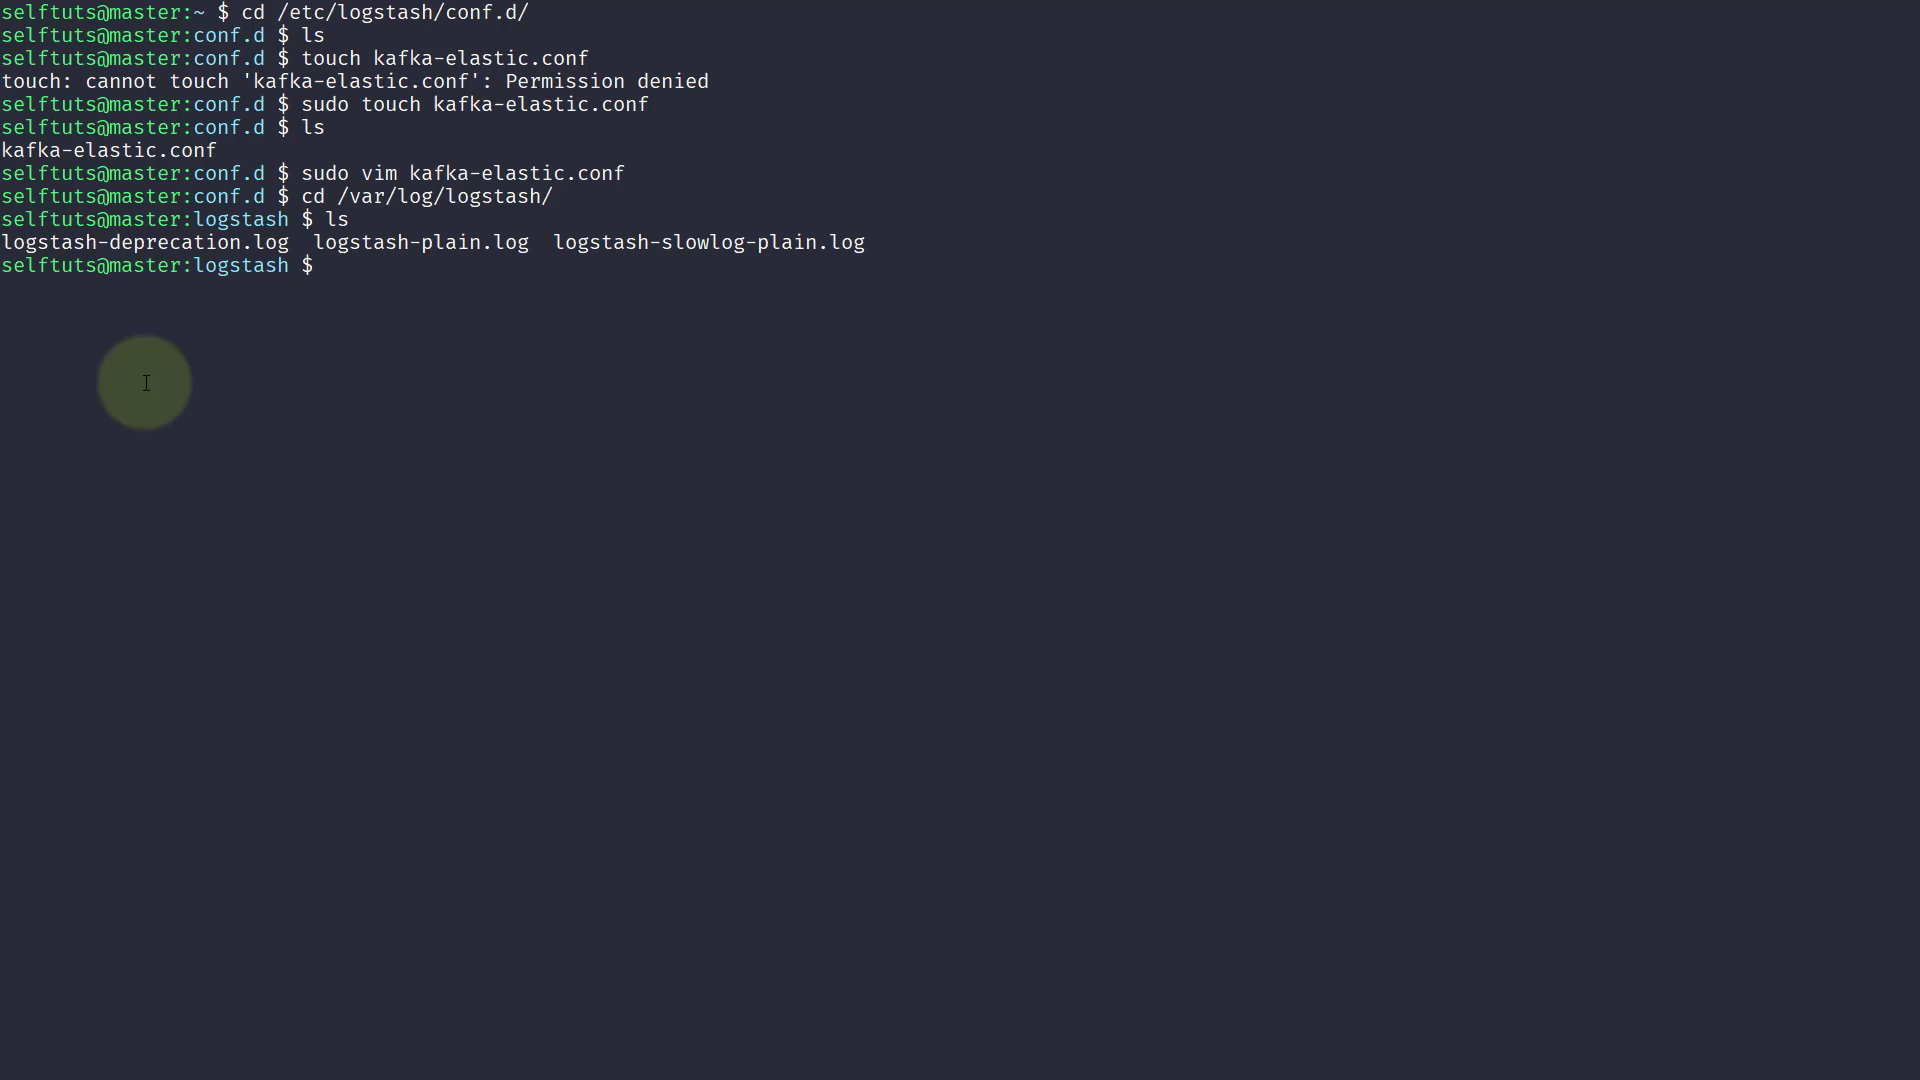 selftuts@master:~ $ cd /etc/logstash/conf.d/
selftuts@master:conf.d $ ls
selftuts@master:conf.d $ touch kafka-elastic.conf
touch: cannot touch 'kafka-elastic.conf': Permission denied
selftuts@master:conf.d $ sudo touch kafka-elastic.conf
selftuts@master:conf.d $ ls
kafka-elastic.conf
selftuts@master:conf.d $ sudo vim kafka-elastic.conf
selftuts@master:conf.d $ cd /var/log/logstash/
selftuts@master:logstash $ ls
logstash-deprecation.log  logstash-plain.log  logstash-slowlog-plain.log
selftuts@master:logstash $